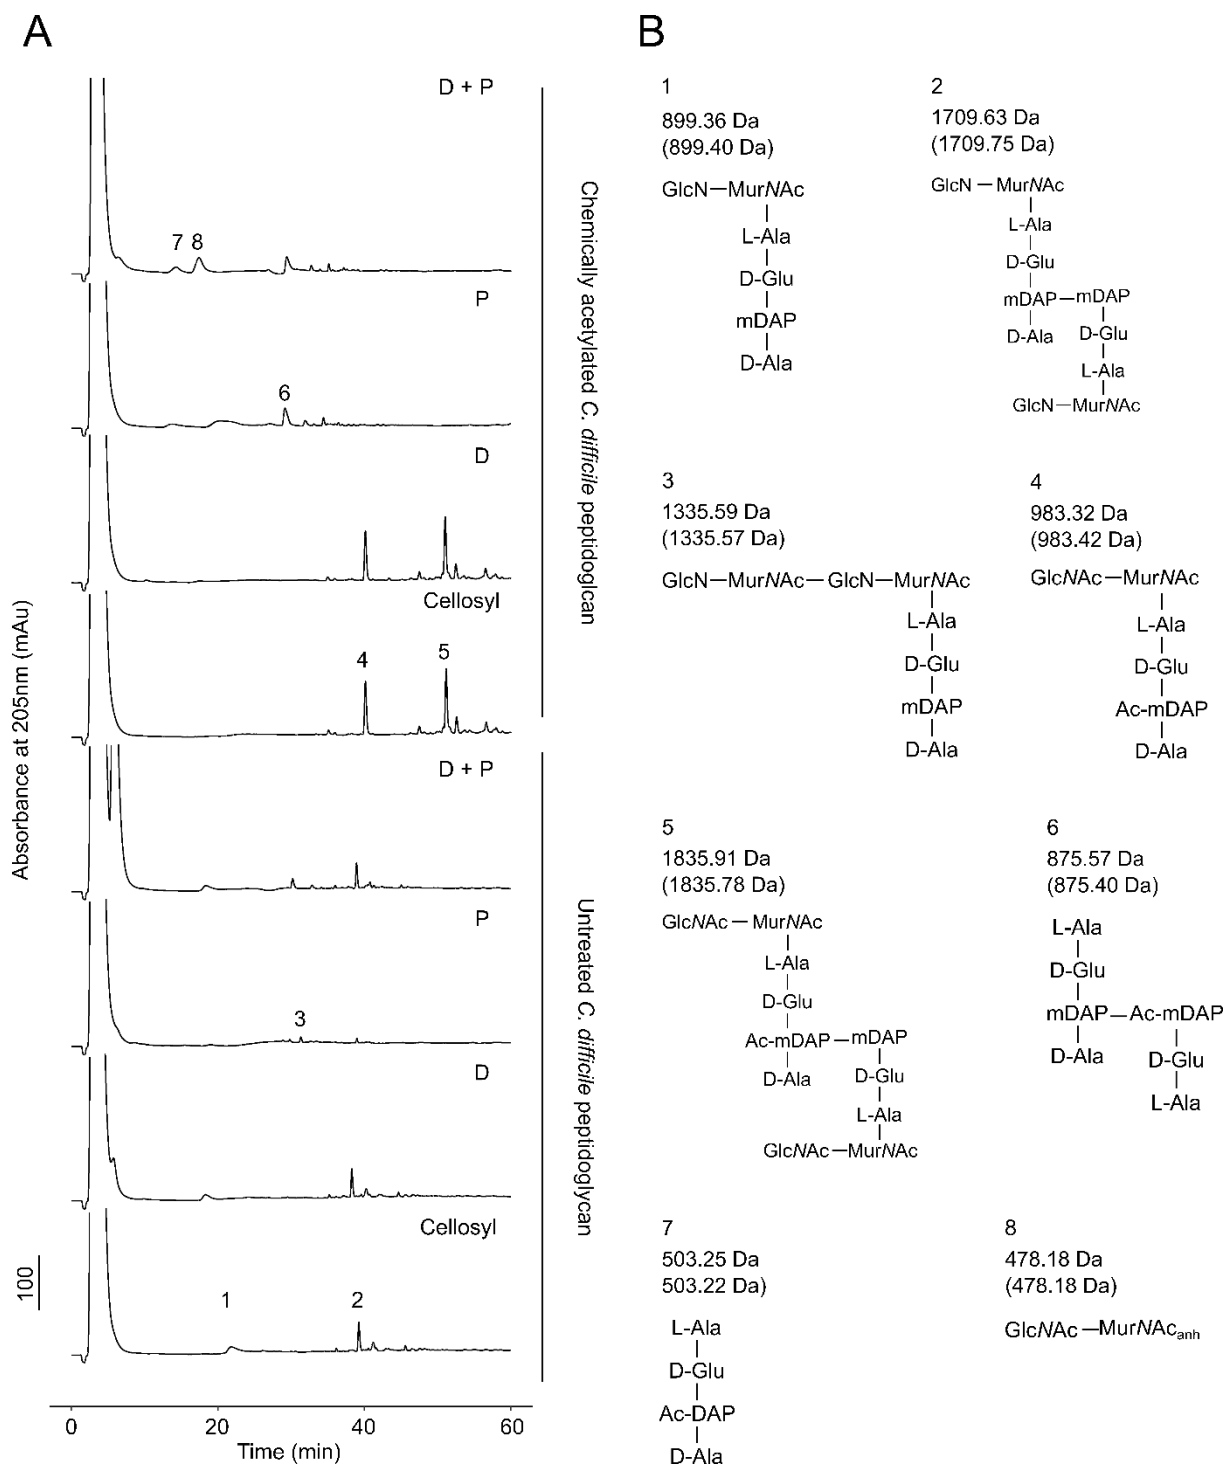 A
D + P
7 8
P
6
D
Cellosyl
4
5
D + P
P
3
D
Cellosyl
1
2
Chemically acetylated C. difficile peptidoglcan
Untreated C. difficile peptidoglycan
Absorbance at 205nm (mAu)
100
0 20 40 60
Time (min)
B
1
899.36 Da
(899.40 Da)
GlcN—MurNAc
L-Ala
D-Glu
mDAP
D-Ala
2
1709.63 Da
(1709.75 Da)
GlcN—MurNAc
L-Ala
D-Glu
mDAP—mDAP
D-Ala D-Glu
L-Ala
GlcN—MurNAc
3
1335.59 Da
(1335.57 Da)
GlcN—MurNAc—GlcN—MurNAc
L-Ala
D-Glu
mDAP
D-Ala
4
983.32 Da
(983.42 Da)
GlcNAc—MurNAc
L-Ala
D-Glu
Ac-mDAP
D-Ala
5
1835.91 Da
(1835.78 Da)
GlcNAc—MurNAc
L-Ala
D-Glu
Ac-mDAP—mDAP
D-Ala D-Glu
L-Ala
GlcNAc—MurNAc
6
875.57 Da
(875.40 Da)
L-Ala
D-Glu
mDAP—Ac-mDAP
D-Ala D-Glu
L-Ala
7
503.25 Da
503.22 Da)
L-Ala
D-Glu
Ac-DAP
D-Ala
8
478.18 Da
(478.18 Da)
GlcNAc—MurNAcanh